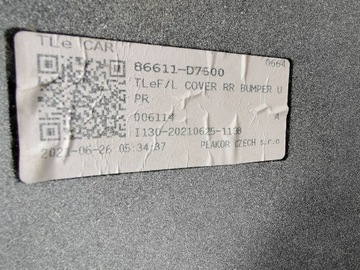 TLe CAR 0664
86611-D7500
TLeF/L COVER RR BUMPER U
PR
006114 A
I130-20210625-1138
2021-06-26 05:34:37 PLAKOR CZECH s.r.o